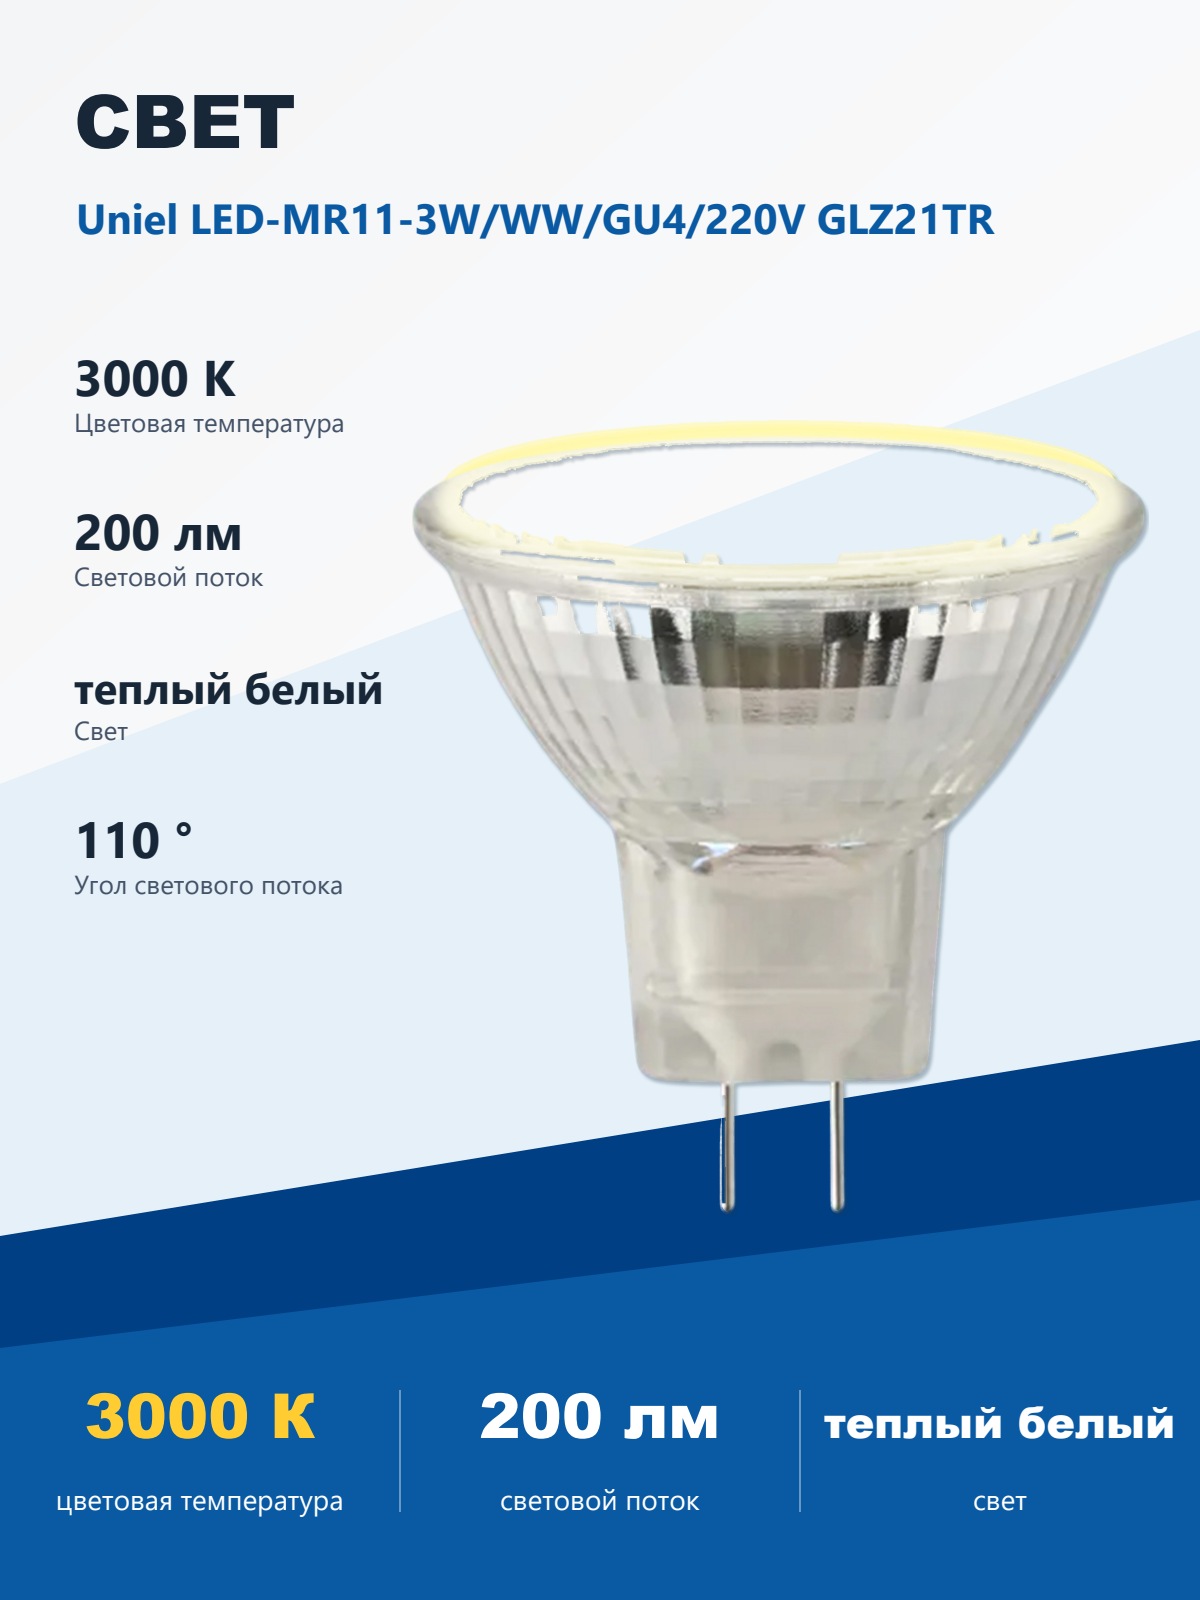 СВЕТ
Uniel LED-MR11-3W/WW/GU4/220V GLZ21TR
3000 К
Цветовая температура
200 лм
Световой поток
теплый белый
Свет
110 °
Угол светового потока
3000 К
цветовая температура
200 лм
световой поток
теплый белый
свет